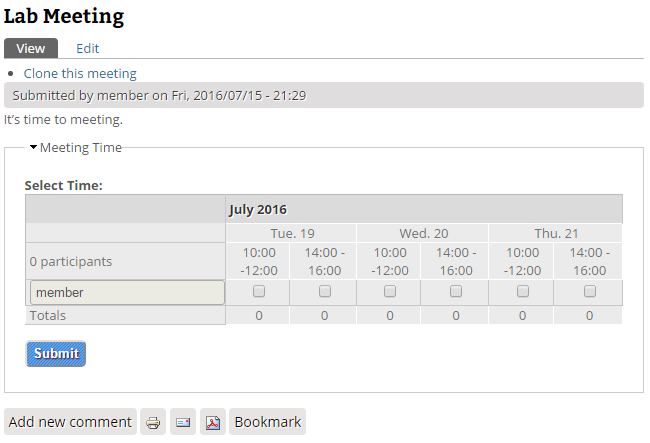 Lab Meeting
View Edit
Clone this meeting
Submitted by member on Fri, 2016/07/15 - 21:29
It's time to meeting.
Meeting Time
Select Time:
July 2016
Tue. 19 Wed. 20 Thu. 21
0 participants 10:00 -12:00 14:00 - 16:00 10:00 -12:00 14:00 - 16:00 10:00 -12:00 14:00 - 16:00
member
Totals 0 0 0 0 0 0
Submit
Add new comment Bookmark